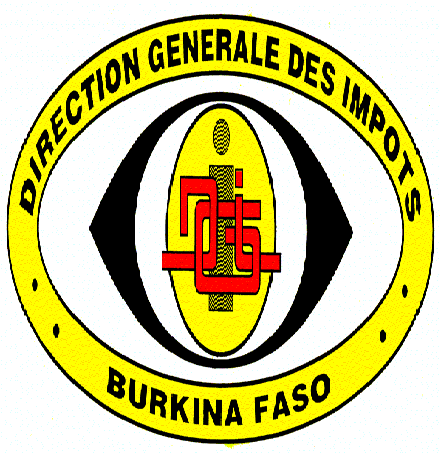 DIRECTION GENERALE DES IMPOTS
BURKINA FASO